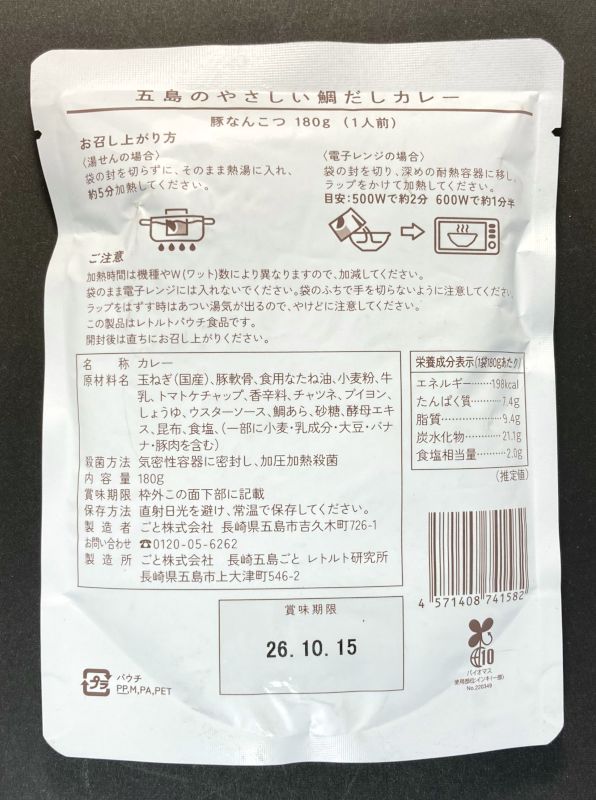 五島のやさしい鯛だしカレー
豚なんこつ 180g (1人前)
お召し上がり方
〈湯せんの場合〉
袋の封を切らずに、そのまま熱湯に入れ、
約5分加熱してください。
〈電子レンジの場合〉
袋の封を切り、深めの耐熱容器に移し、
ラップをかけて加熱してください。
目安:500Wで約2分 600Wで約1分半
ご注意
加熱時間は機種やW(ワット)数により異なりますので、加減してください。
袋のまま電子レンジには入れないでください。袋のふちで手を切らないように注意してください。
ラップをはずす時はあつい湯気が出るので、やけどに注意してください。
この製品はレトルトパウチ食品です。
開封後は直ちにお召し上がりください。
名称 カレー
原材料名 玉ねぎ(国産)、豚軟骨、食用なたね油、小麦粉、牛
乳、トマトケチャップ、香辛料、チャツネ、ブイヨン、
しょうゆ、ウスターソース、鯛あら、砂糖、酵母エキ
ス、昆布、食塩、(一部に小麦・乳成分・大豆・バナ
ナ・豚肉を含む)
殺菌方法 気密性容器に密封し、加圧加熱殺菌
内容量 180g
賞味期限 枠外この面下部に記載
保存方法 直射日光を避け、常温で保存してください。
製造者 ごと株式会社 長崎県五島市吉久木町726-1
お問い合わせ ☎0120-05-6262
製造所 ごと株式会社 長崎五島ごと レトルト研究所
長崎県五島市上大津町546-2
栄養成分表示(1袋180gあたり)
エネルギー……198kcal
たんぱく質……7.4g
脂質……9.4g
炭水化物……21.1g
食塩相当量……2.0g
(推定値)
4 571408 741582
賞味期限
26.10.15
プラ
パウチ
PP,M,PA,PET
10
バイオマス
使用部位:インキ(一部)
No.220349